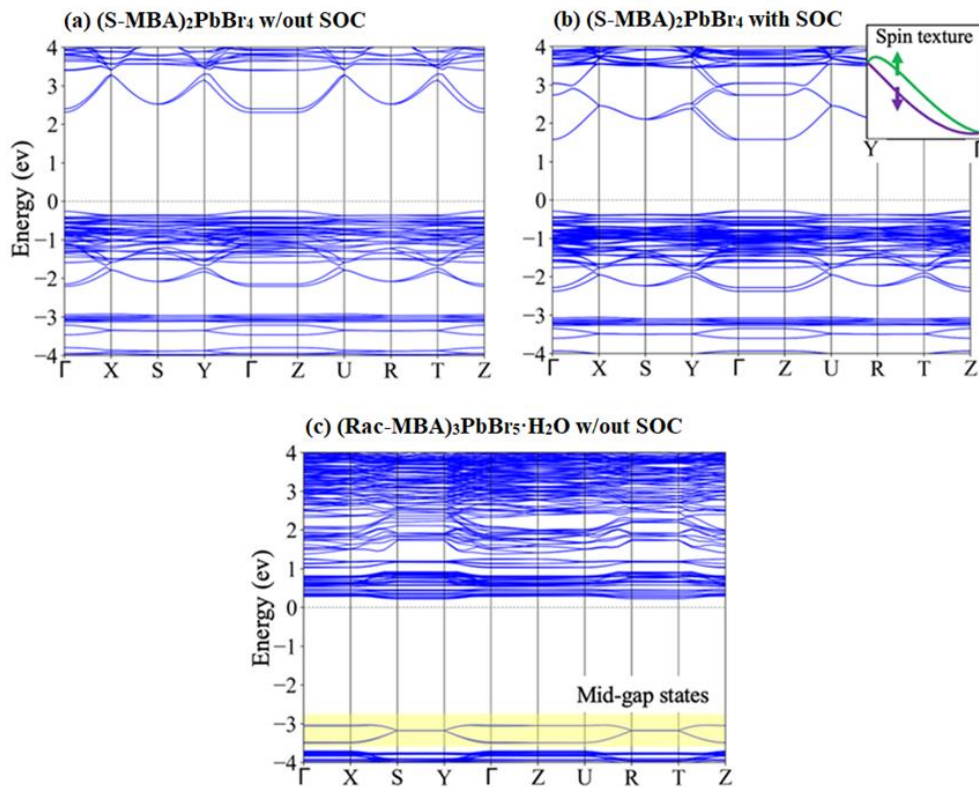 (a) (S-MBA)₂PbBr₄ w/out SOC
Energy (ev)
4
3
2
1
0
−1
−2
−3
−4
Γ X S Y Γ Z U R T Z
(b) (S-MBA)₂PbBr₄ with SOC
4
3
2
1
0
−1
−2
−3
−4
Γ X S Y Γ Z U R T Z
Spin texture
Y Γ
(c) (Rac-MBA)₃PbBr₅·H₂O w/out SOC
Energy (ev)
4
3
2
1
0
−1
−2
−3
−4
Mid-gap states
Γ X S Y Γ Z U R T Z